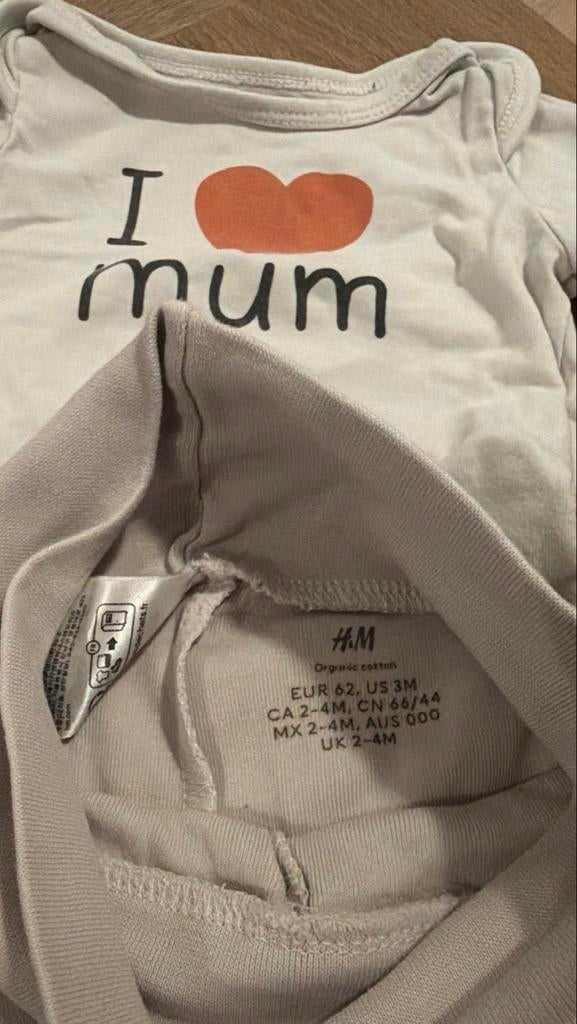 I
mum
H&M
Organic cotton
EUR 62, US 3M
CA 2-4M, CN 66/44
MX 2-4M, AUS 000
UK 2-4M